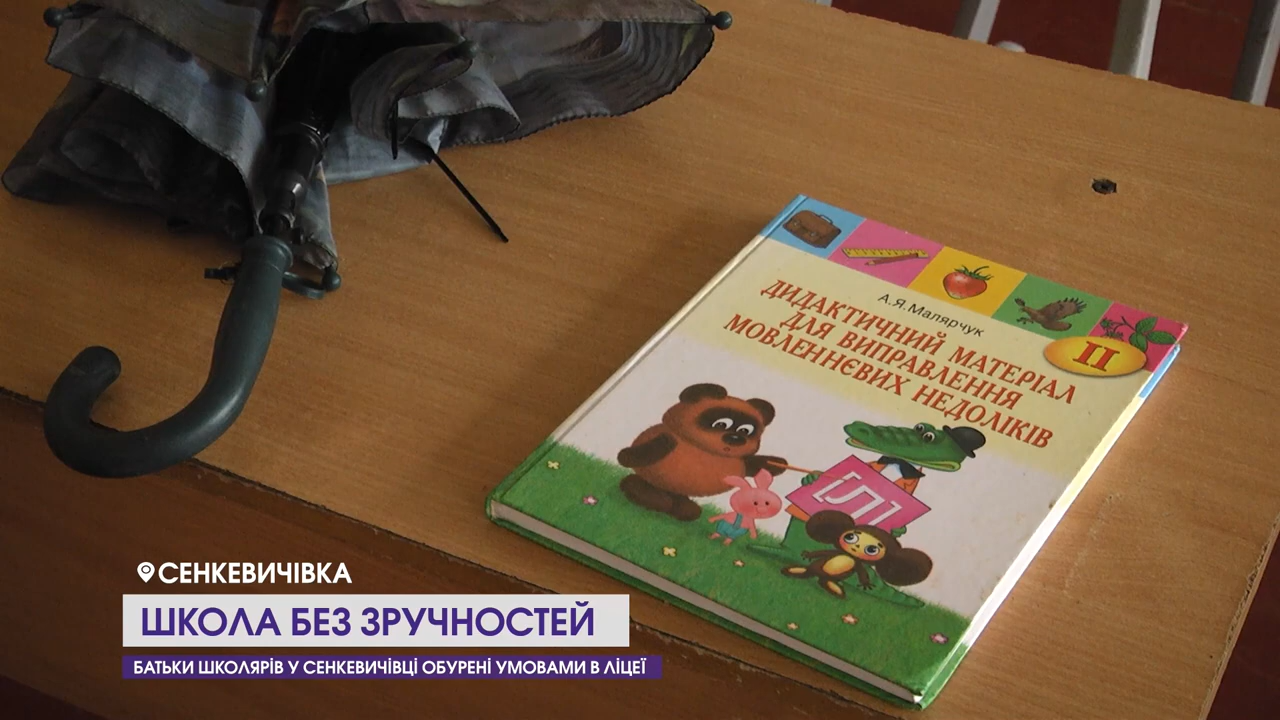 А.Я.Малярчук
ДИДАКТИЧНИЙ МАТЕРІАЛ
ДЛЯ ВИПРАВЛЕННЯ
МОВЛЕННЄВИХ НЕДОЛІКІВ
II
[Л]
СЕНКЕВИЧІВКА
ШКОЛА БЕЗ ЗРУЧНОСТЕЙ
БАТЬКИ ШКОЛЯРІВ У СЕНКЕВИЧІВЦІ ОБУРЕНІ УМОВАМИ В ЛІЦЕЇ